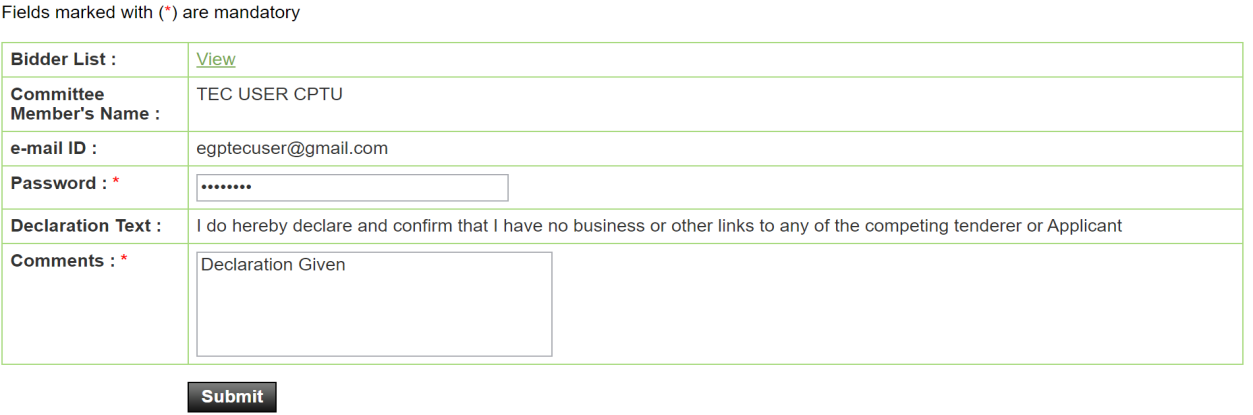 Fields marked with (*) are mandatory
Bidder List : View
Committee
Member's Name : TEC USER CPTU
e-mail ID : egptecuser@gmail.com
Password : * ••••••••
Declaration Text : I do hereby declare and confirm that I have no business or other links to any of the competing tenderer or Applicant
Comments : * Declaration Given
Submit